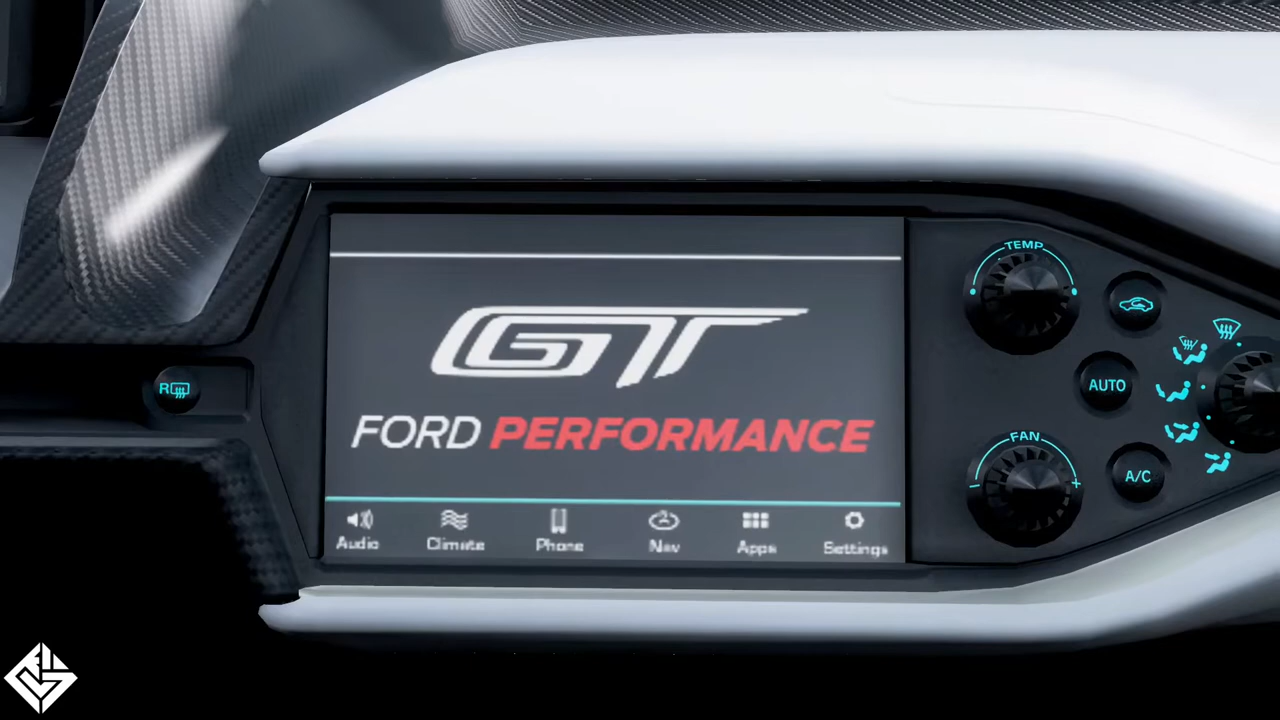 GT
FORD PERFORMANCE
Audio Climate Phone Nav Apps Settings
R
TEMP
AUTO
FAN
A/C